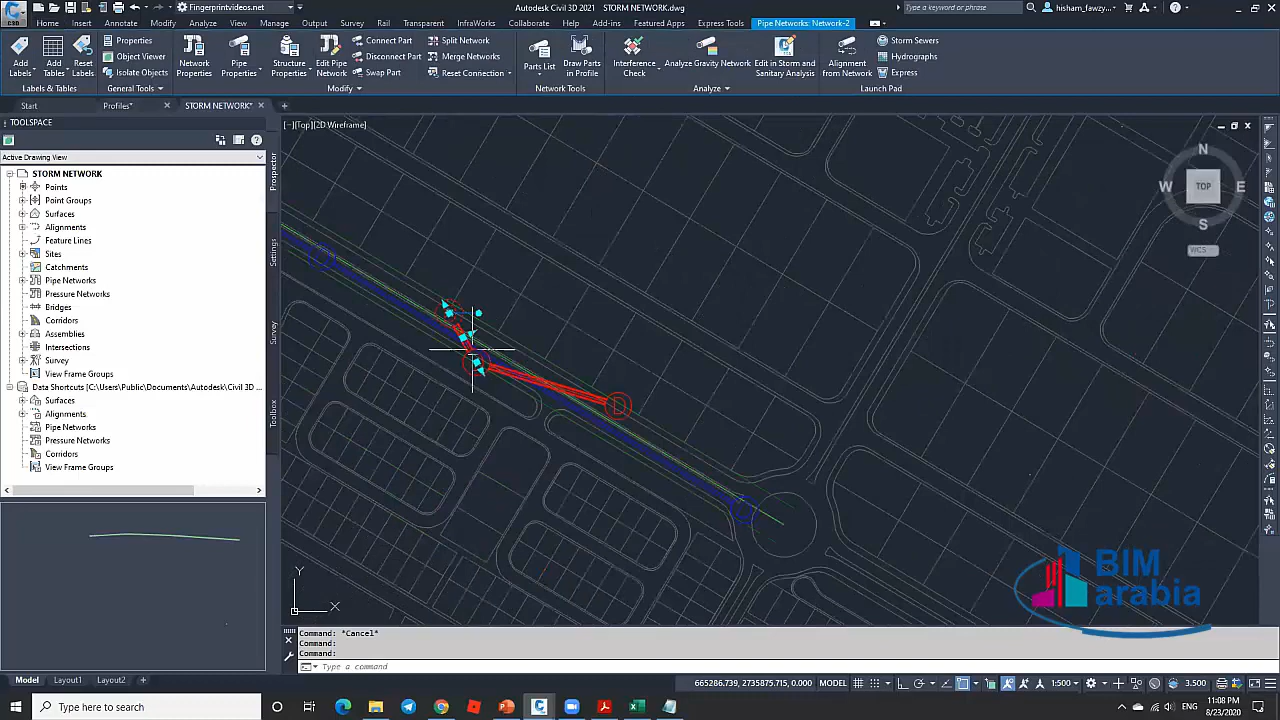 Fingerprintvideos.net
Autodesk Civil 3D 2021 STORM NETWORK.dwg
Type a keyword or phrase
hisham_fawzy...
Home Insert Annotate Modify Analyze View Manage Output Survey Rail Transparent InfraWorks Collaborate Help Add-ins Featured Apps Express Tools Pipe Networks: Network-2
Add Labels
Add Tables
Reset Labels
Properties
Object Viewer
Isolate Objects
Network Properties
Pipe Properties
Structure Properties
Edit Pipe Network
Connect Part
Disconnect Part
Swap Part
Split Network
Merge Networks
Reset Connection
Parts List
Draw Parts in Profile
Interference Check
Analyze Gravity Network
Edit in Storm and Sanitary Analysis
Alignment from Network
Storm Sewers
Hydrographs
Express
Labels & Tables General Tools Modify Network Tools Analyze Launch Pad
Start Profiles* STORM NETWORK*
TOOLSPACE
[−][Top][2D Wireframe]
Active Drawing View
STORM NETWORK
Points
Point Groups
Surfaces
Alignments
Feature Lines
Sites
Catchments
Pipe Networks
Pressure Networks
Bridges
Corridors
Assemblies
Intersections
Survey
View Frame Groups
Data Shortcuts [C:\Users\Public\Documents\Autodesk\Civil 3D ...
Surfaces
Alignments
Pipe Networks
Pressure Networks
Corridors
View Frame Groups
Prospector
Settings
Survey
Toolbox
N
W TOP E
S
WCS
Y
X
BIM
arabia
Command: *Cancel*
Command:
Command:
Type a command
Model Layout1 Layout2
665286.739, 2735875.715, 0.000 MODEL 1:500 3.500
Type here to search
11:08 PM
8/23/2020